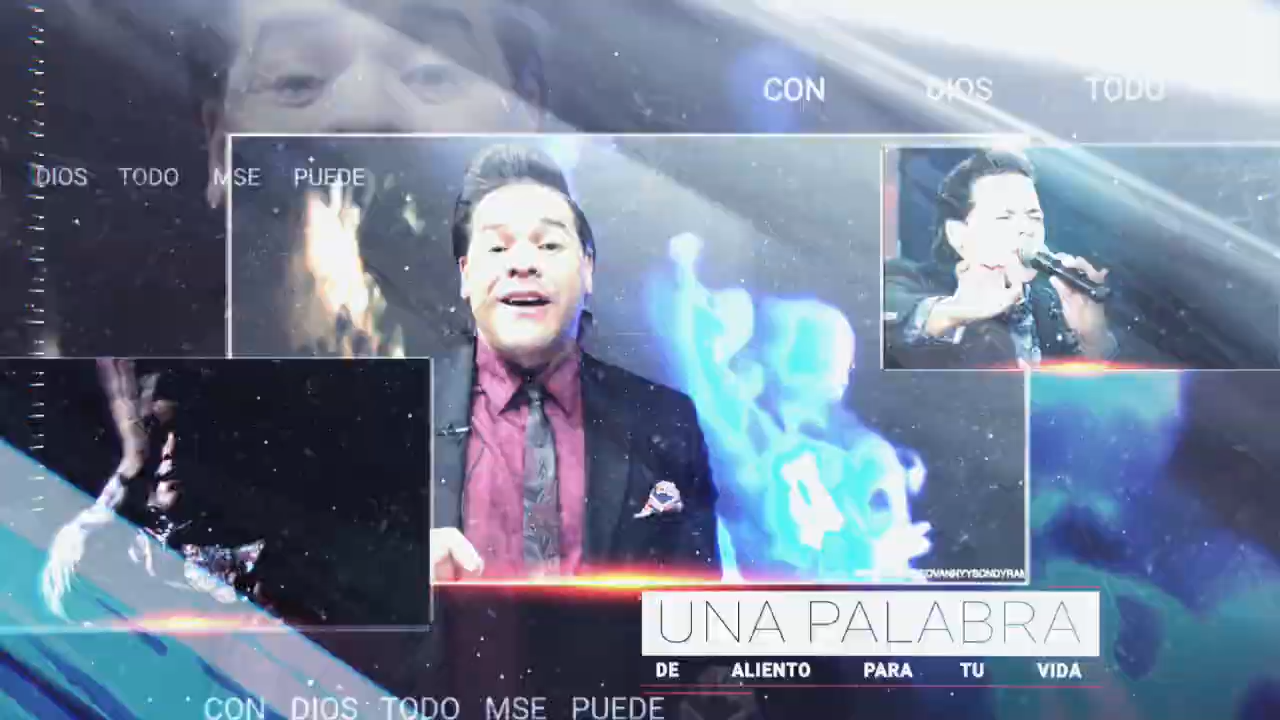 CON DIOS TODO
DIOS TODO MSE PUEDE
UNA PALABRA
DE ALIENTO PARA TU VIDA
CON DIOS TODO MSE PUEDE